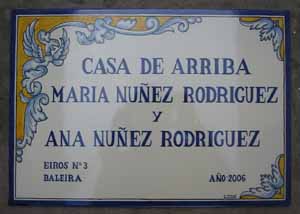 CASA DE ARRIBA
MARIA NUÑEZ RODRIGUEZ
Y
ANA NUÑEZ RODRIGUEZ
EIROS Nº 3
BALEIRA AÑO-2006